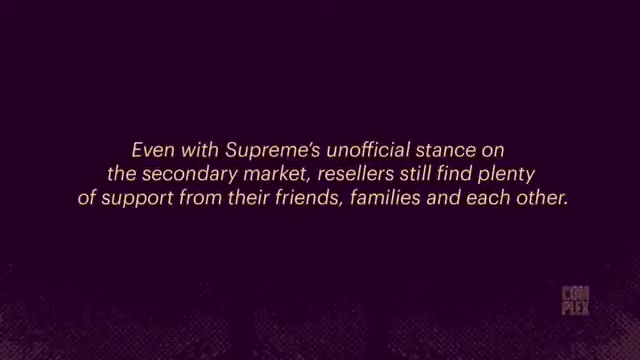 Even with Supreme's unofficial stance on
the secondary market, resellers still find plenty
of support from their friends, families and each other.
COM
PLEX